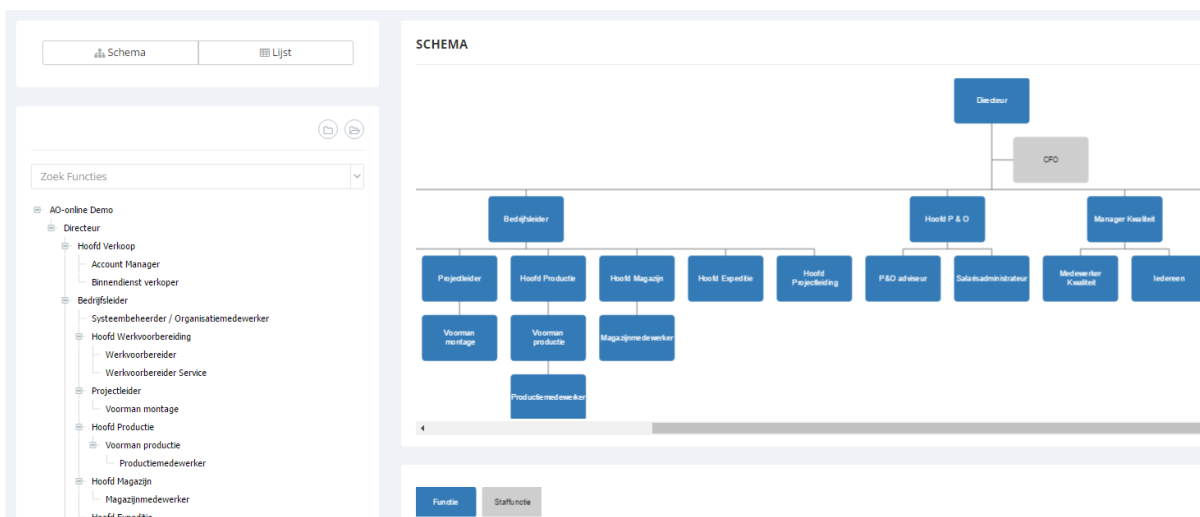 Schema
Lijst
Zoek Functies
AO-online Demo
Directeur
Hoofd Verkoop
Account Manager
Binnendienst verkoper
Bedrijfsleider
Systeembeheerder / Organisatiemedewerker
Hoofd Werkvoorbereiding
Werkvoorbereider
Werkvoorbereider Service
Projectleider
Voorman montage
Hoofd Productie
Voorman productie
Productiemedewerker
Hoofd Magazijn
Magazijnmedewerker
Hoofd Expeditie
SCHEMA
Directeur
CFO
Bedrijfsleider
Hoofd P & O
Manager Kwaliteit
Projectleider
Hoofd Productie
Hoofd Magazijn
Hoofd Expeditie
Hoofd
Projectleiding
P&O adviseur
Salarisadministrateur
Medewerker
Kwaliteit
Iedereen
Voorman
montage
Voorman
productie
Magazijnmedewerker
Productiemedewerker
Functie
Staffunctie